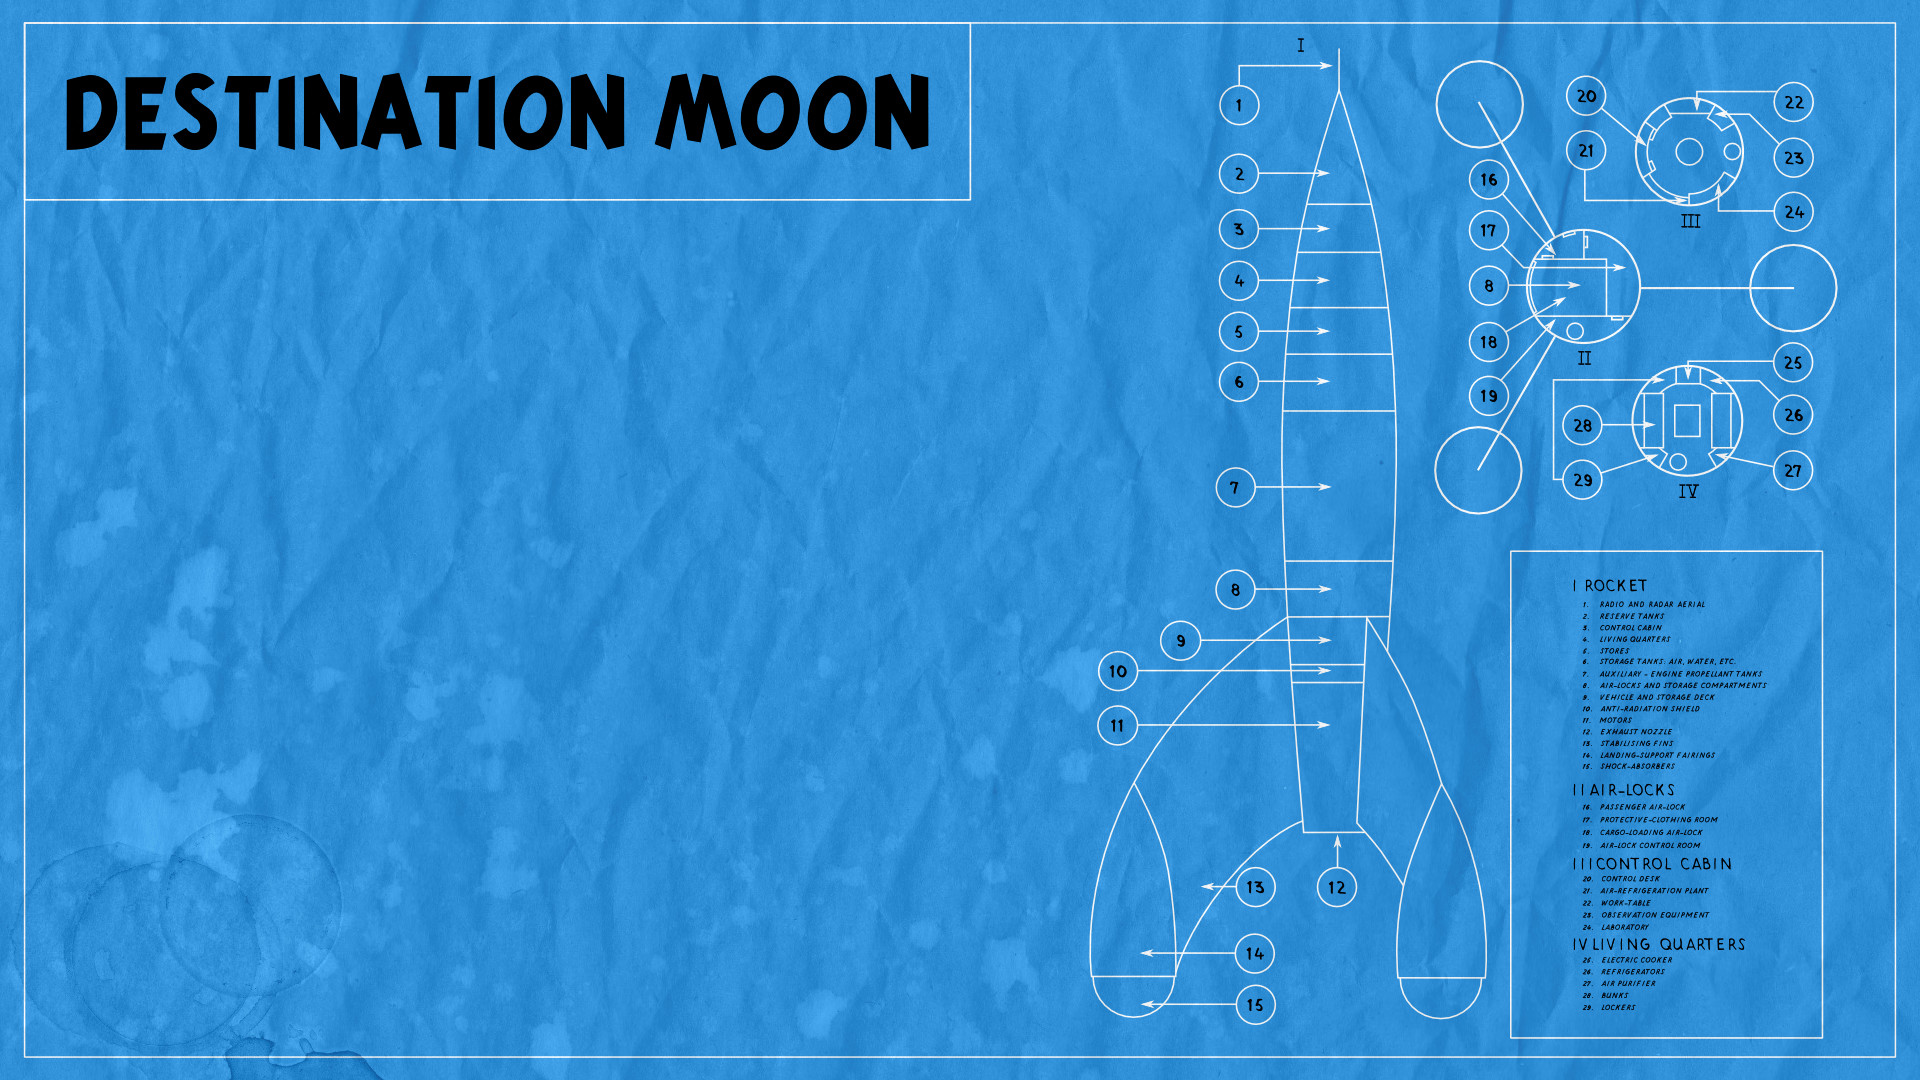 DESTINATION MOON
I
1
2
3
4
5
6
7
8
9
10
11
12
13
14
15
16
17
8
18
19
II
20
21
22
23
24
III
25
26
27
28
29
IV
I ROCKET
1. RADIO AND RADAR AERIAL
2. RESERVE TANKS
3. CONTROL CABIN
4. LIVING QUARTERS
5. STORES
6. STORAGE TANKS: AIR, WATER, ETC.
7. AUXILIARY - ENGINE PROPELLANT TANKS
8. AIR-LOCKS AND STORAGE COMPARTMENTS
9. VEHICLE AND STORAGE DECK
10. ANTI-RADIATION SHIELD
11. MOTORS
12. EXHAUST NOZZLE
13. STABILISING FINS
14. LANDING-SUPPORT FAIRINGS
15. SHOCK-ABSORBERS
II AIR-LOCKS
16. PASSENGER AIR-LOCK
17. PROTECTIVE-CLOTHING ROOM
18. CARGO-LOADING AIR-LOCK
19. AIR-LOCK CONTROL ROOM
III CONTROL CABIN
20. CONTROL DESK
21. AIR-REFRIGERATION PLANT
22. WORK-TABLE
23. OBSERVATION EQUIPMENT
24. LABORATORY
IV LIVING QUARTERS
25. ELECTRIC COOKER
26. REFRIGERATORS
27. AIR PURIFIER
28. BUNKS
29. LOCKERS